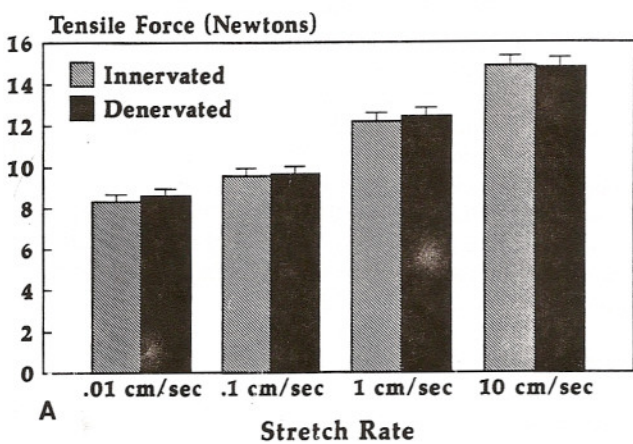 Tensile Force (Newtons)
16
14
12
10
8
6
4
2
0
Innervated
Denervated
.01 cm/sec .1 cm/sec 1 cm/sec 10 cm/sec
A
Stretch Rate